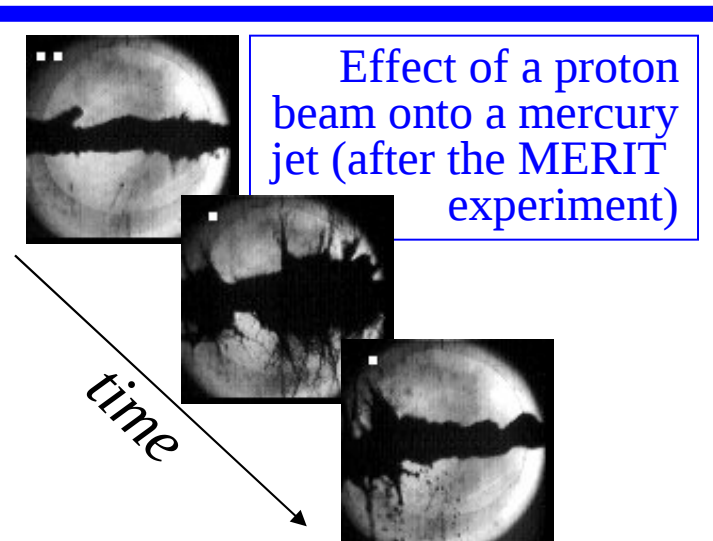 Effect of a proton
beam onto a mercury
jet (after the MERIT
experiment)
time